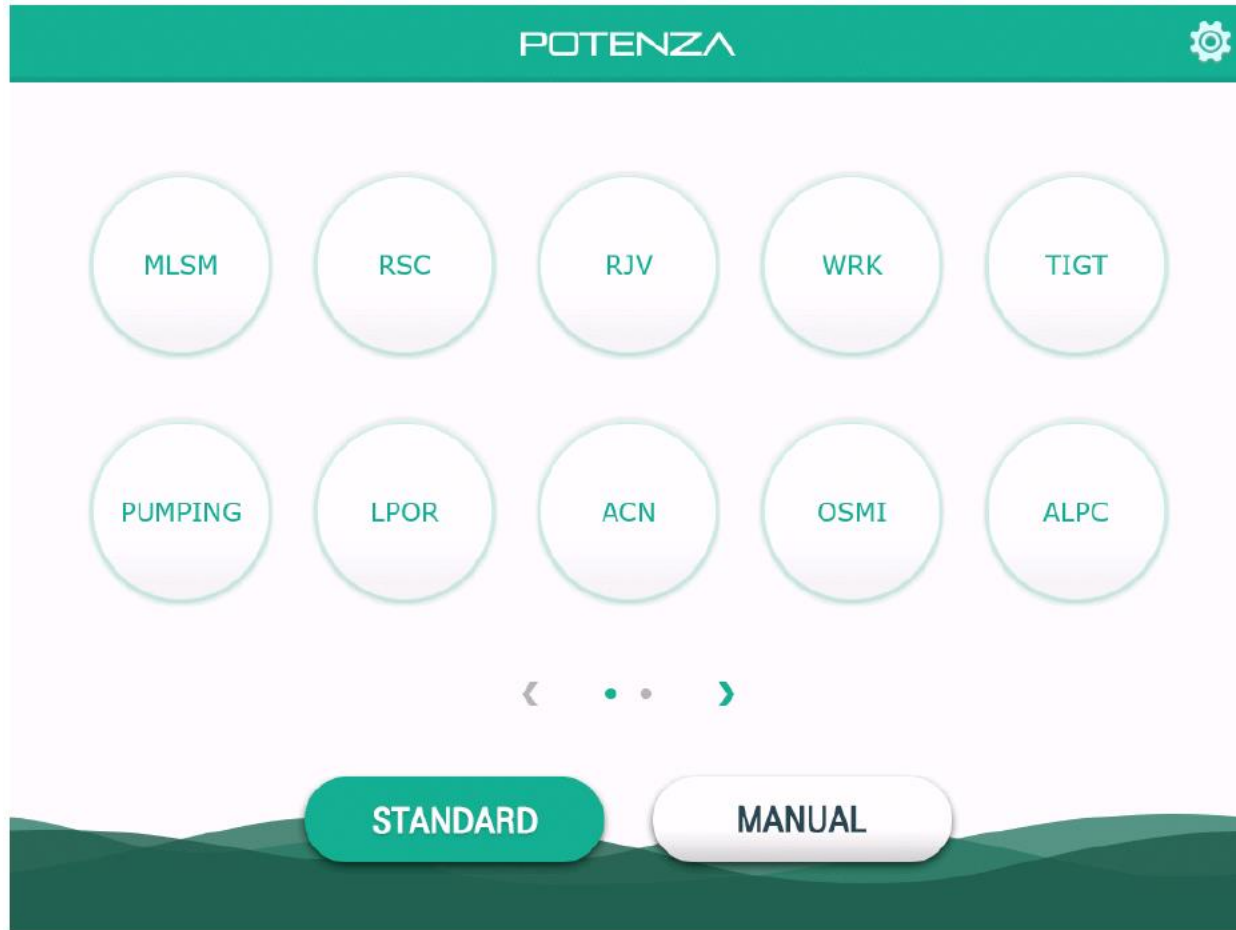 POTENZA
MLSM RSC RJV WRK TIGT
PUMPING LPOR ACN OSMI ALPC
STANDARD MANUAL